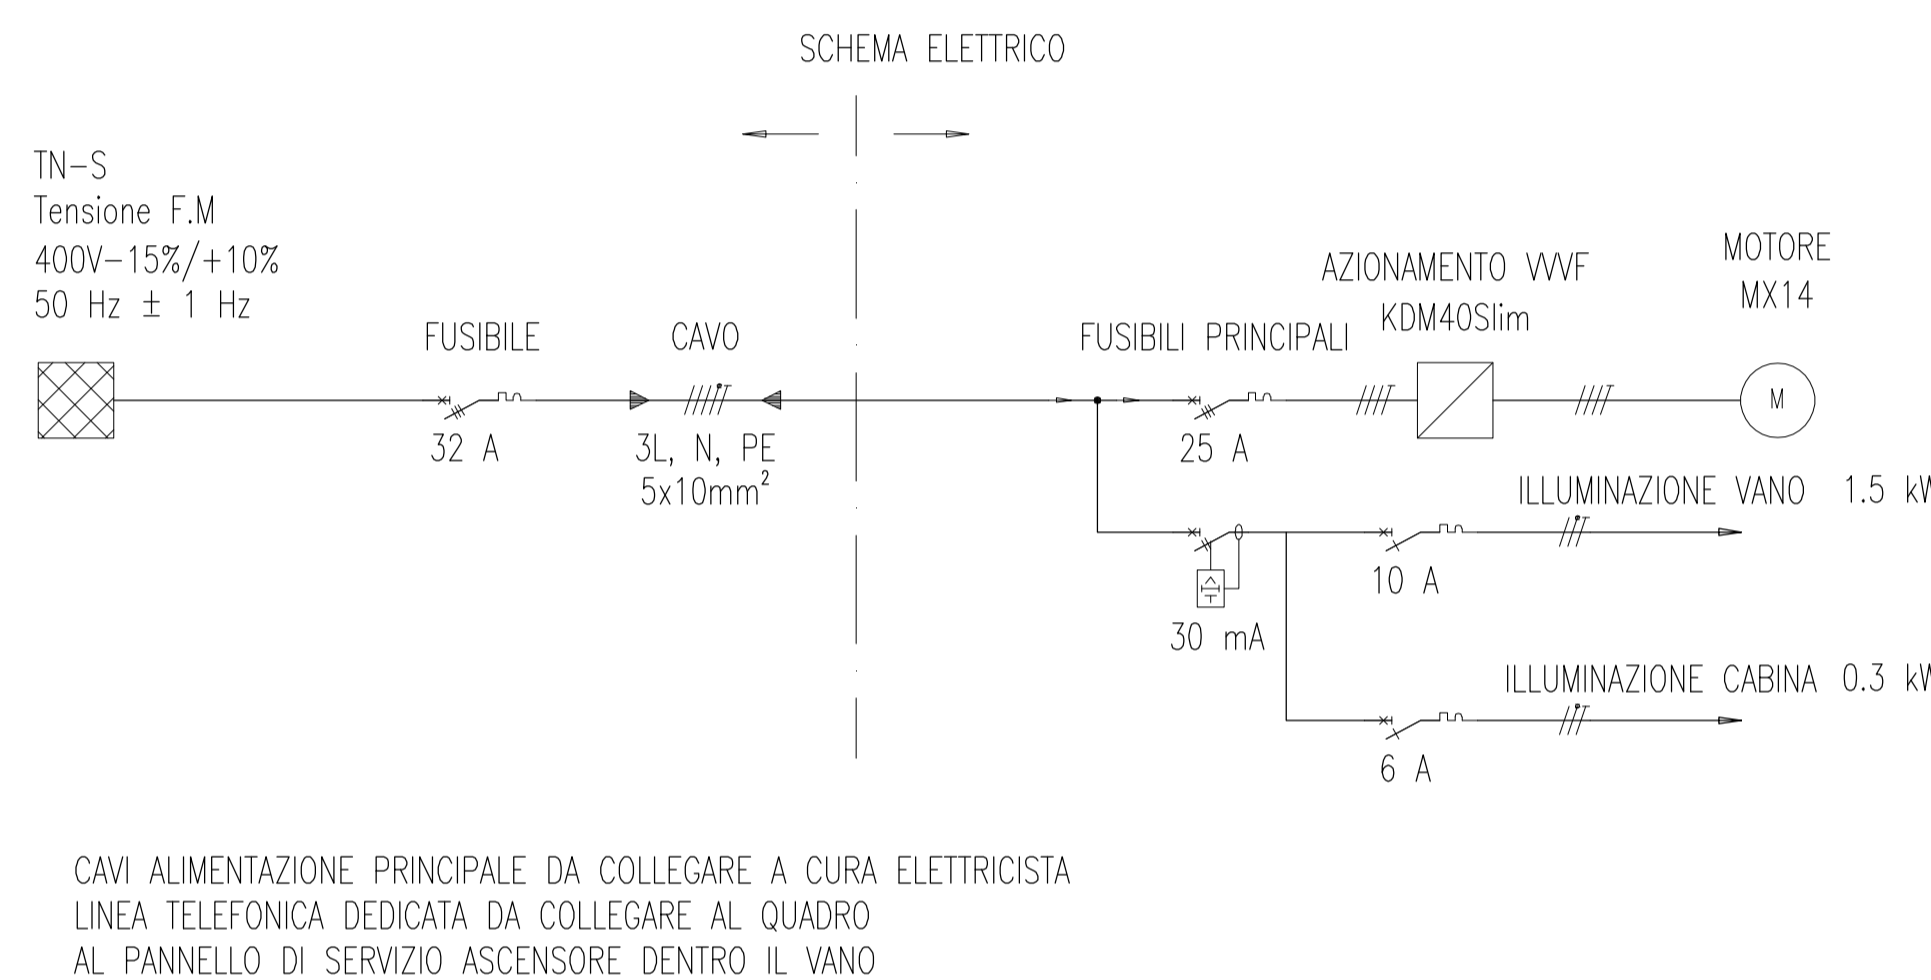 SCHEMA ELETTRICO
TN-S
Tensione F.M
400V-15%/+10%
50 Hz ± 1 Hz
FUSIBILE
32 A
CAVO
3L, N, PE
5x10mm²
FUSIBILI PRINCIPALI
25 A
AZIONAMENTO VVVF
KDM40Slim
MOTORE
MX14
M
ILLUMINAZIONE VANO 1.5 kW
10 A
30 mA
ILLUMINAZIONE CABINA 0.3 kW
6 A
CAVI ALIMENTAZIONE PRINCIPALE DA COLLEGARE A CURA ELETTRICISTA
LINEA TELEFONICA DEDICATA DA COLLEGARE AL QUADRO
AL PANNELLO DI SERVIZIO ASCENSORE DENTRO IL VANO